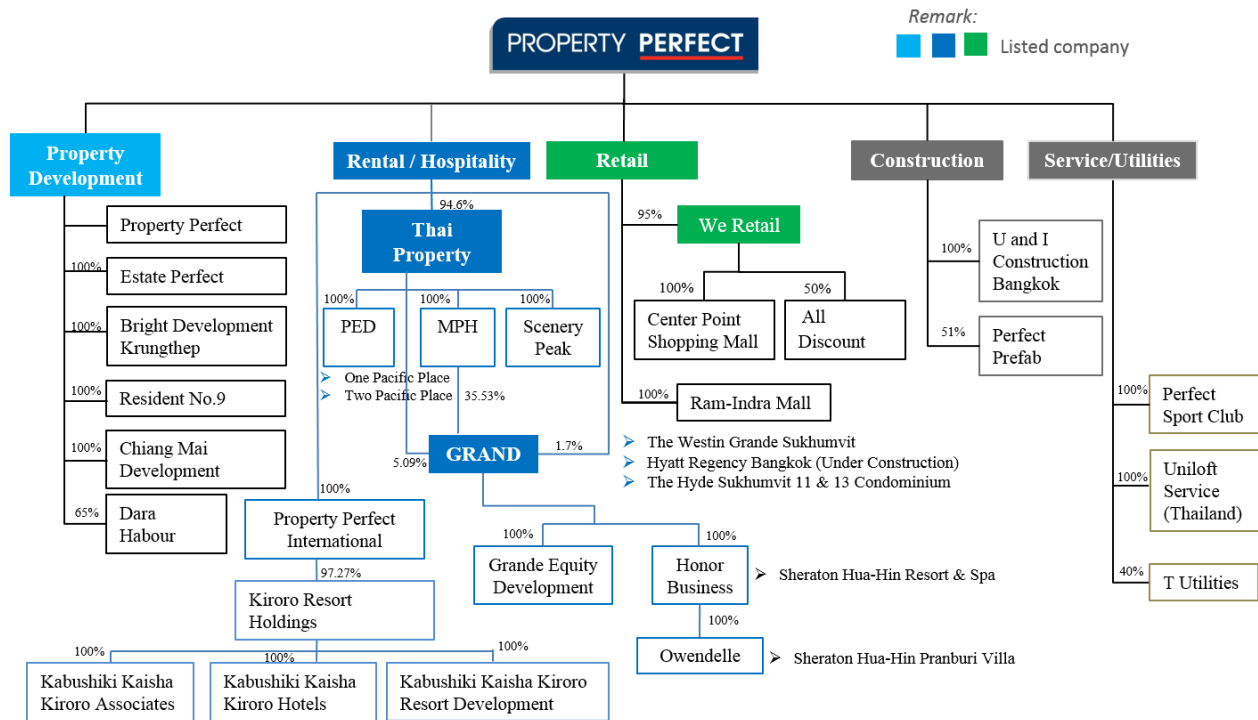 Remark:
PROPERTY PERFECT
Listed company
Property
Development
Rental / Hospitality
Retail
Construction
Service/Utilities
Property Perfect
100%
Estate Perfect
100%
Bright Development
Krungthep
100%
Resident No.9
100%
Chiang Mai
Development
65%
Dara
Habour
94.6%
Thai
Property
100%
100%
100%
PED
MPH
Scenery
Peak
One Pacific Place
Two Pacific Place
35.53%
5.09%
GRAND
1.7%
100%
Property Perfect
International
97.27%
Kiroro Resort
Holdings
100%
100%
100%
Kabushiki Kaisha
Kiroro Associates
Kabushiki Kaisha
Kiroro Hotels
Kabushiki Kaisha Kiroro
Resort Development
95%
We Retail
100%
50%
Center Point
Shopping Mall
All
Discount
100%
Ram-Indra Mall
The Westin Grande Sukhumvit
Hyatt Regency Bangkok (Under Construction)
The Hyde Sukhumvit 11 & 13 Condominium
100%
100%
Grande Equity
Development
Honor
Business
Sheraton Hua-Hin Resort & Spa
100%
Owendelle
Sheraton Hua-Hin Pranburi Villa
100%
U and I
Construction
Bangkok
51%
Perfect
Prefab
100%
Perfect
Sport Club
100%
Uniloft
Service
(Thailand)
40%
T Utilities